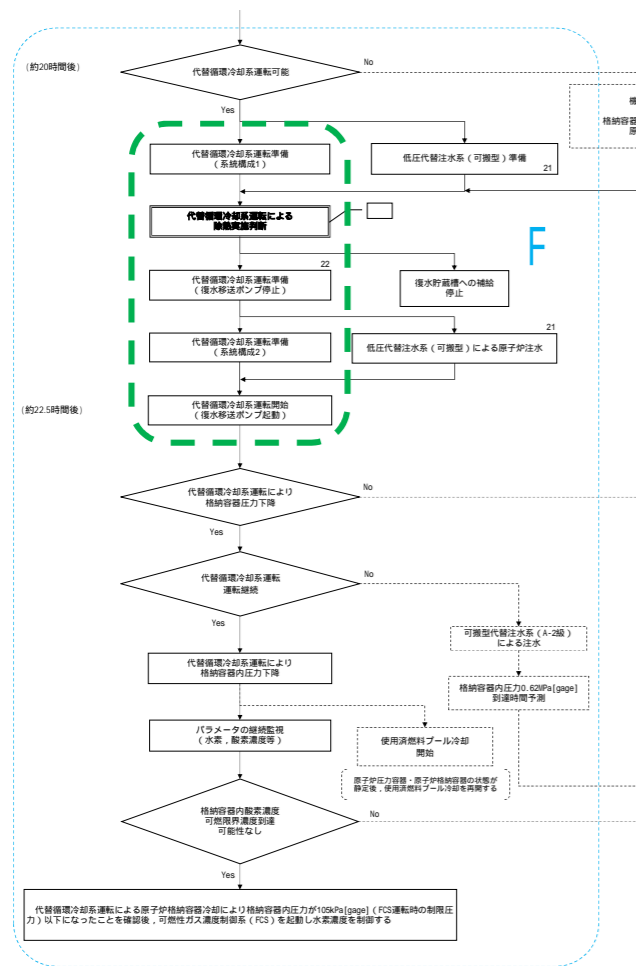 (約20時間後)
代替循環冷却系運転可能
No
Yes
機
格納容器
原
代替循環冷却系運転準備
(系統構成1)
低圧代替注水系(可搬型)準備
21
代替循環冷却系運転による
除熱実施判断
F
22
代替循環冷却系運転準備
(復水移送ポンプ停止)
復水貯蔵槽への補給
停止
代替循環冷却系運転準備
(系統構成2)
21
低圧代替注水系(可搬型)による原子炉注水
(約22.5時間後)
代替循環冷却系運転開始
(復水移送ポンプ起動)
代替循環冷却系運転により
格納容器圧力下降
No
Yes
代替循環冷却系運転
運転継続
No
Yes
可搬型代替注水系(A-2級)
による注水
代替循環冷却系運転により
格納容器内圧力下降
格納容器内圧力0.62MPa[gage]
到達時間予測
パラメータの継続監視
(水素,酸素濃度等)
使用済燃料プール冷却
開始
原子炉圧力容器・原子炉格納容器の状態が
静定後,使用済燃料プール冷却を再開する
格納容器内酸素濃度
可燃限界濃度到達
可能性なし
No
Yes
代替循環冷却系運転による原子炉格納容器冷却により格納容器内圧力が105kPa[gage](FCS運転時の制限圧
力)以下になったことを確認後,可燃性ガス濃度制御系(FCS)を起動し水素濃度を制御する